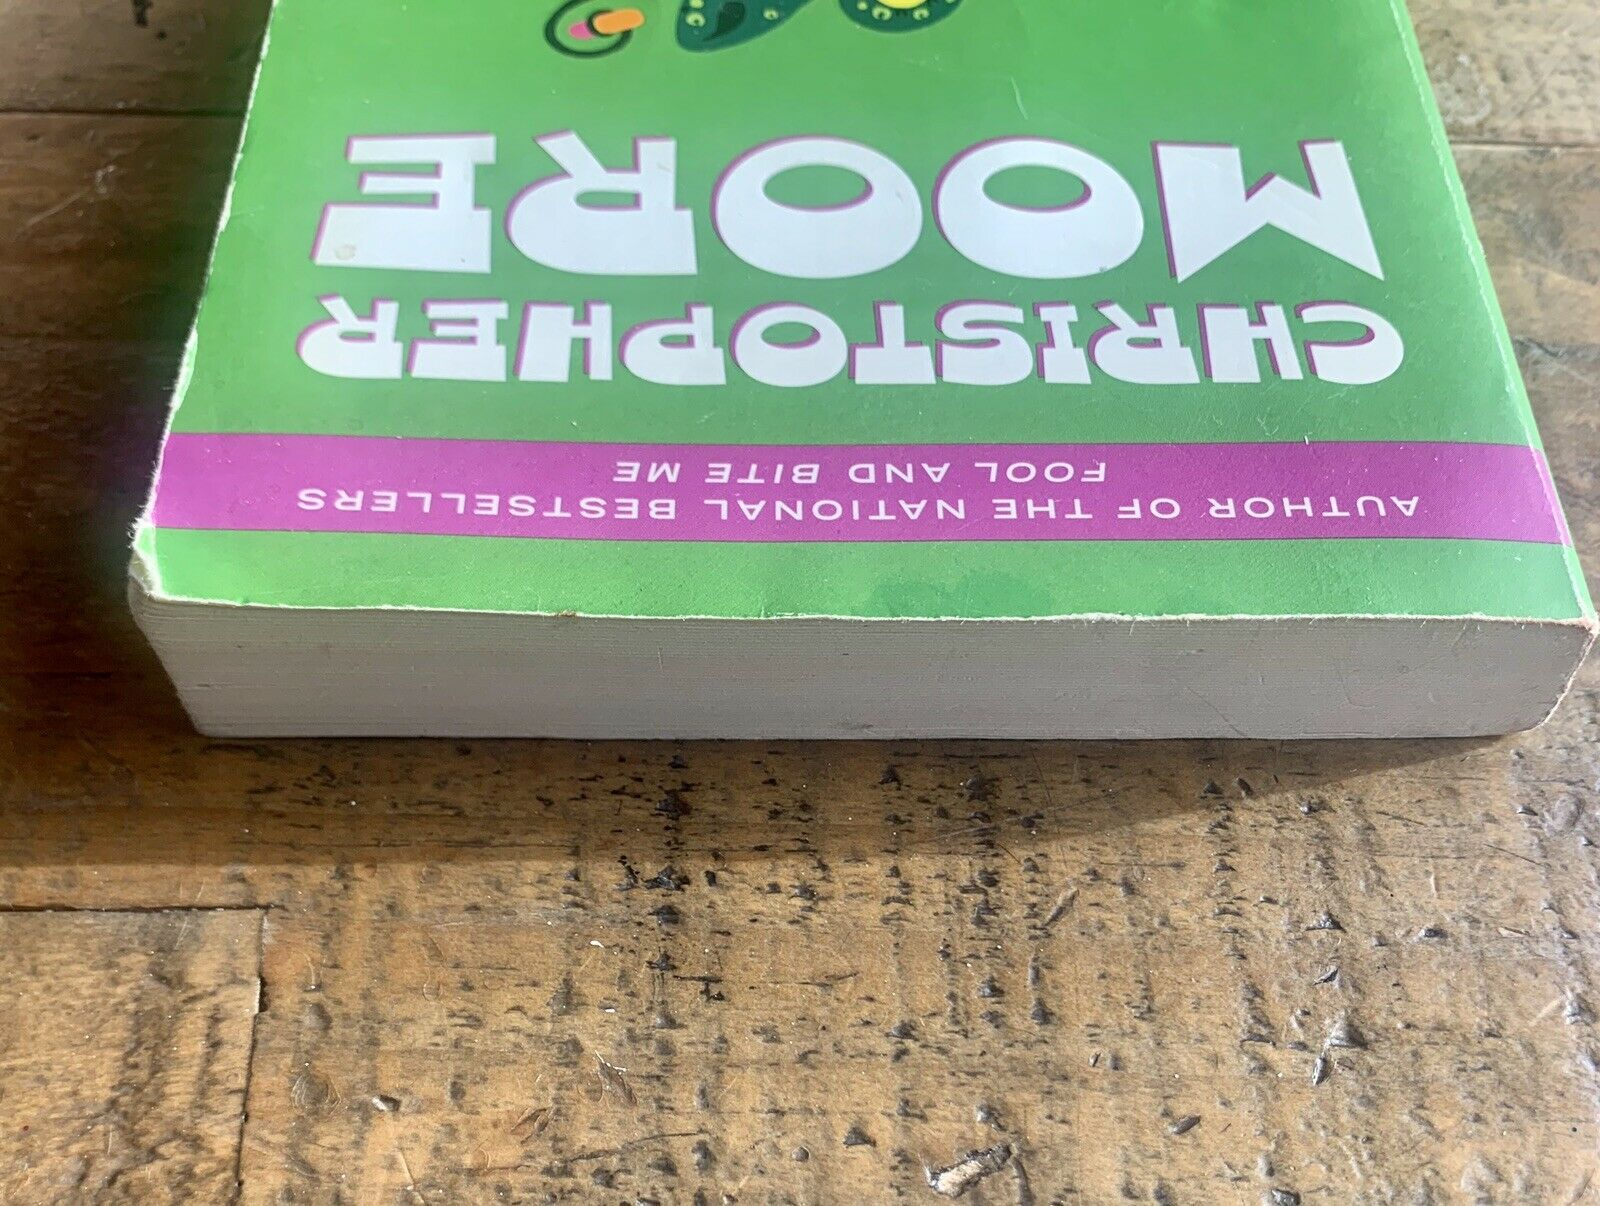 AUTHOR OF THE NATIONAL BESTSELLERS
FOOL AND BITE ME
CHRISTOPHER
MOORE